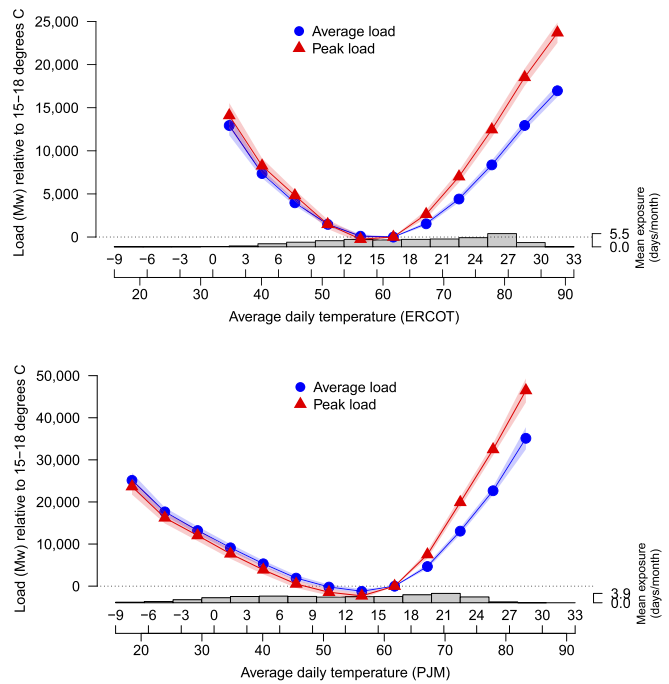 Load (Mw) relative to 15−18 degrees C
25,000
20,000
15,000
10,000
5,000
0
Average load
Peak load
5.5
0.0
Mean exposure
(days/month)
−9 −6 −3 0 3 6 9 12 15 18 21 24 27 30 33
20 30 40 50 60 70 80 90
Average daily temperature (ERCOT)
Load (Mw) relative to 15−18 degrees C
50,000
40,000
30,000
20,000
10,000
0
Average load
Peak load
3.9
0.0
Mean exposure
(days/month)
−9 −6 −3 0 3 6 9 12 15 18 21 24 27 30 33
20 30 40 50 60 70 80 90
Average daily temperature (PJM)